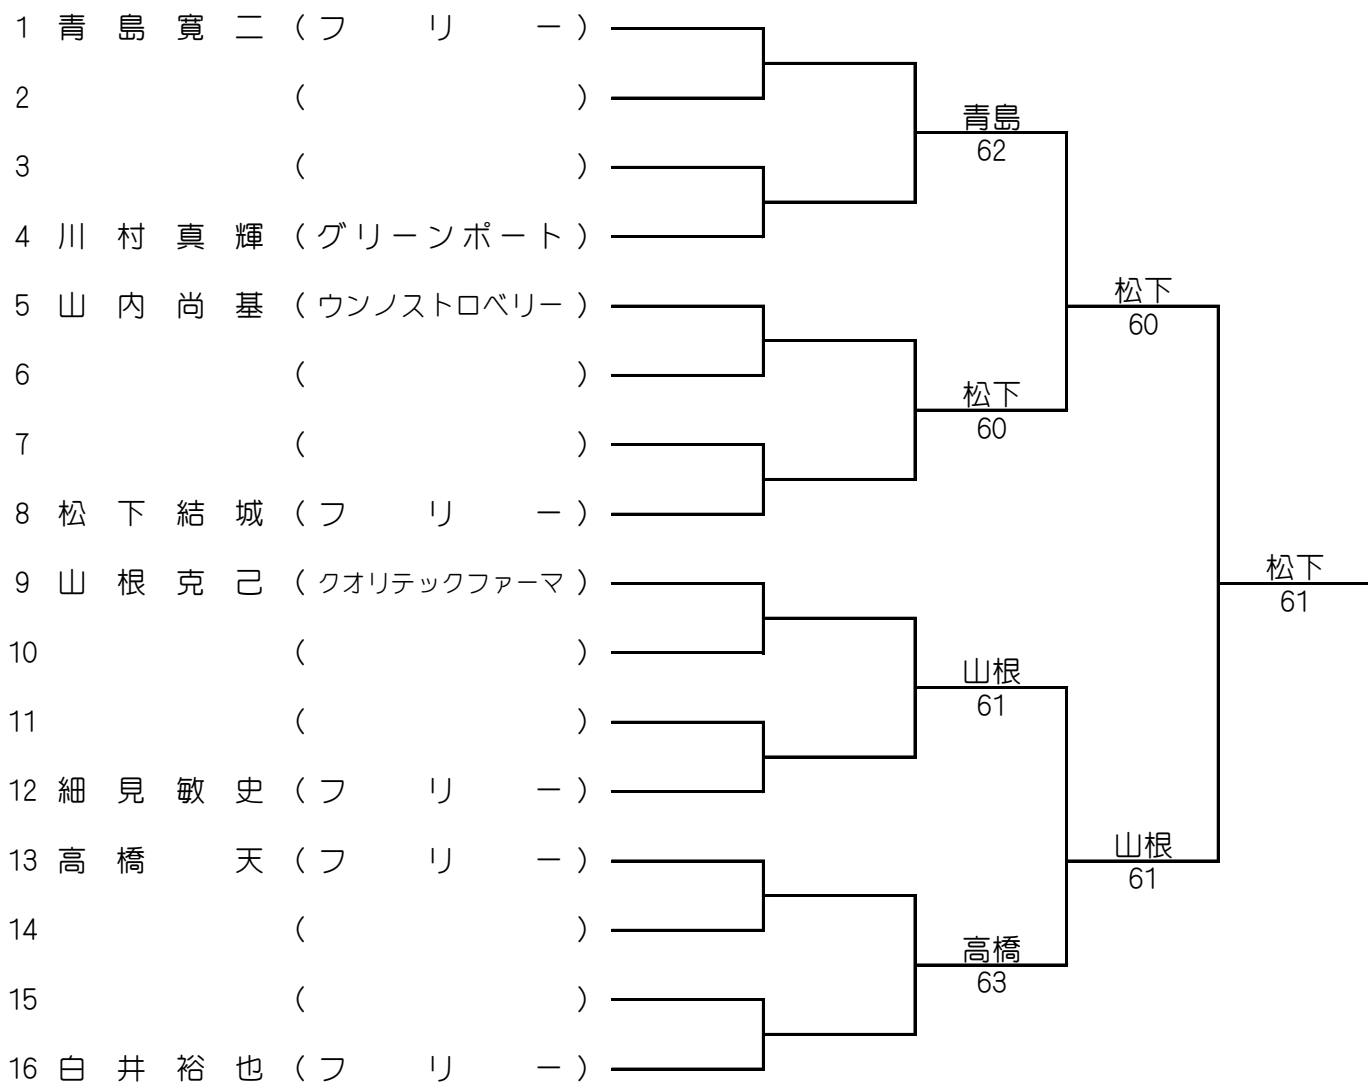 1 青島寛二(フリー)
2 ( )
青島
3 ( )
62
4 川村真輝(グリーンポート)
5 山内尚基(ウンノストロベリー)
松下
60
6 ( )
松下
7 ( )
60
8 松下結城(フリー)
9 山根克己(クオリテックファーマ)
松下
61
10 ( )
山根
11 ( )
61
12 細見敏史(フリー)
13 高橋 天(フリー)
山根
61
14 ( )
高橋
15 ( )
63
16 白井裕也(フリー)